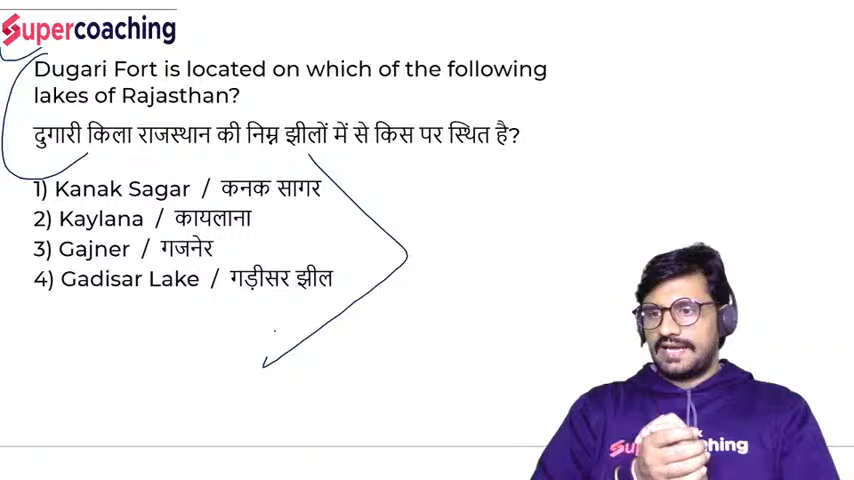 Supercoaching
Dugari Fort is located on which of the following
lakes of Rajasthan?
दुगारी किला राजस्थान की निम्न झीलों में से किस पर स्थित है?
1) Kanak Sagar / कनक सागर
2) Kaylana / कायलाना
3) Gajner / गजनेर
4) Gadisar Lake / गड़ीसर झील